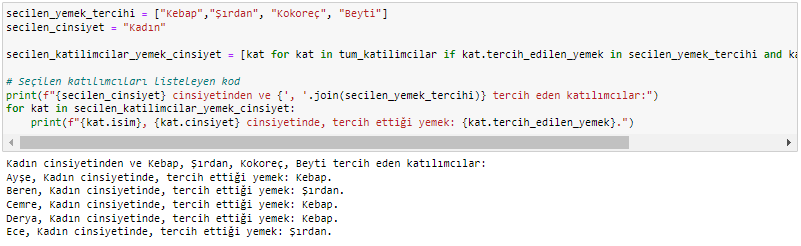 secilen_yemek_tercihi = ["Kebap","Şırdan", "Kokoreç", "Beyti"]
secilen_cinsiyet = "Kadın"
secilen_katilimcilar_yemek_cinsiyet = [kat for kat in tum_katilimcilar if kat.tercih_edilen_yemek in secilen_yemek_tercihi and ka
# Seçilen katılımcıları listeleyen kod
print(f"{secilen_cinsiyet} cinsiyetinden ve {', '.join(secilen_yemek_tercihi)} tercih eden katılımcılar:")
for kat in secilen_katilimcilar_yemek_cinsiyet:
    print(f"{kat.isim}, {kat.cinsiyet} cinsiyetinde, tercih ettiği yemek: {kat.tercih_edilen_yemek}.")
Kadın cinsiyetinden ve Kebap, Şırdan, Kokoreç, Beyti tercih eden katılımcılar:
Ayşe, Kadın cinsiyetinde, tercih ettiği yemek: Kebap.
Beren, Kadın cinsiyetinde, tercih ettiği yemek: Şırdan.
Cemre, Kadın cinsiyetinde, tercih ettiği yemek: Kebap.
Derya, Kadın cinsiyetinde, tercih ettiği yemek: Kebap.
Ece, Kadın cinsiyetinde, tercih ettiği yemek: Şırdan.